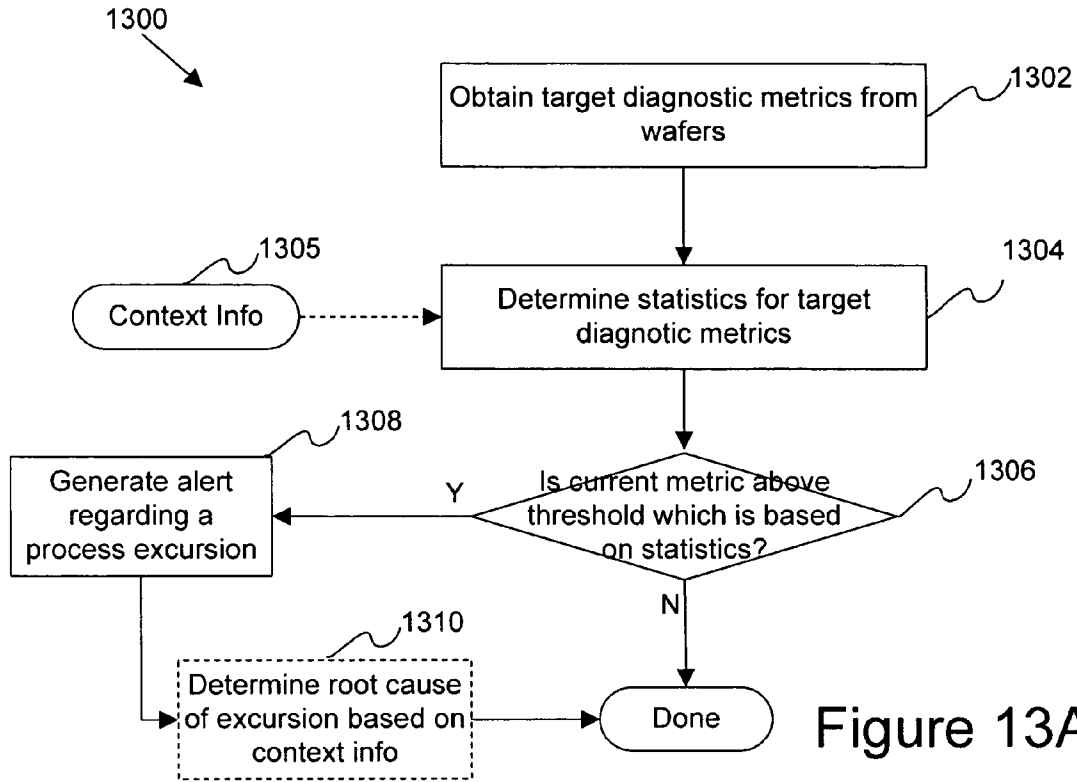 1300
1302
Obtain target diagnostic metrics from
wafers
1305
Context Info
1304
Determine statistics for target
diagnotic metrics
1308
Generate alert
regarding a
process excursion
Y
1306
Is current metric above
threshold which is based
on statistics?
N
1310
Determine root cause
of excursion based on
context info
Done
Figure 13A